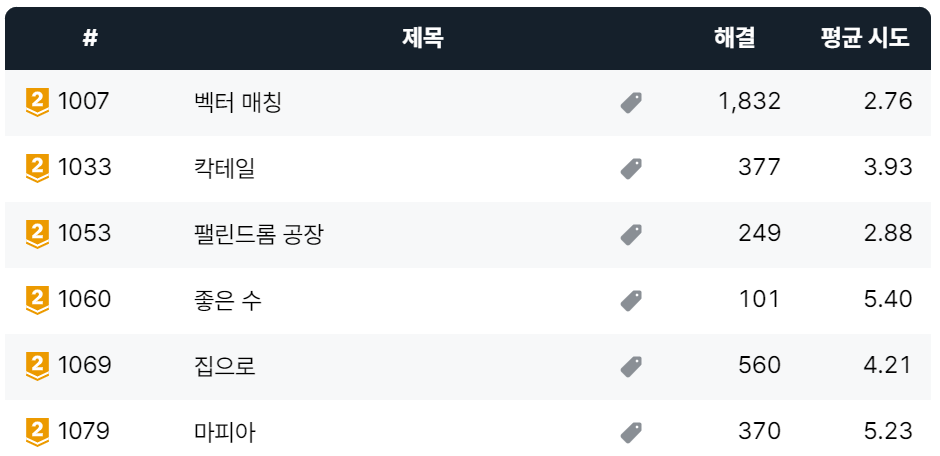 # 제목 해결 평균 시도
2 1007 벡터 매칭 1,832 2.76
2 1033 칵테일 377 3.93
2 1053 팰린드롬 공장 249 2.88
2 1060 좋은 수 101 5.40
2 1069 집으로 560 4.21
2 1079 마피아 370 5.23